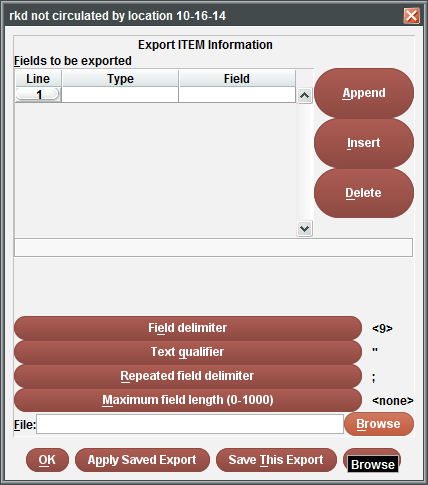 rkd not circulated by location 10-16-14
Export ITEM Information
Fields to be exported
Line Type Field
1
Append
Insert
Delete
Field delimiter <9>
Text qualifier "
Repeated field delimiter ;
Maximum field length (0-1000) <none>
File: Browse
OK Apply Saved Export Save This Export Browse